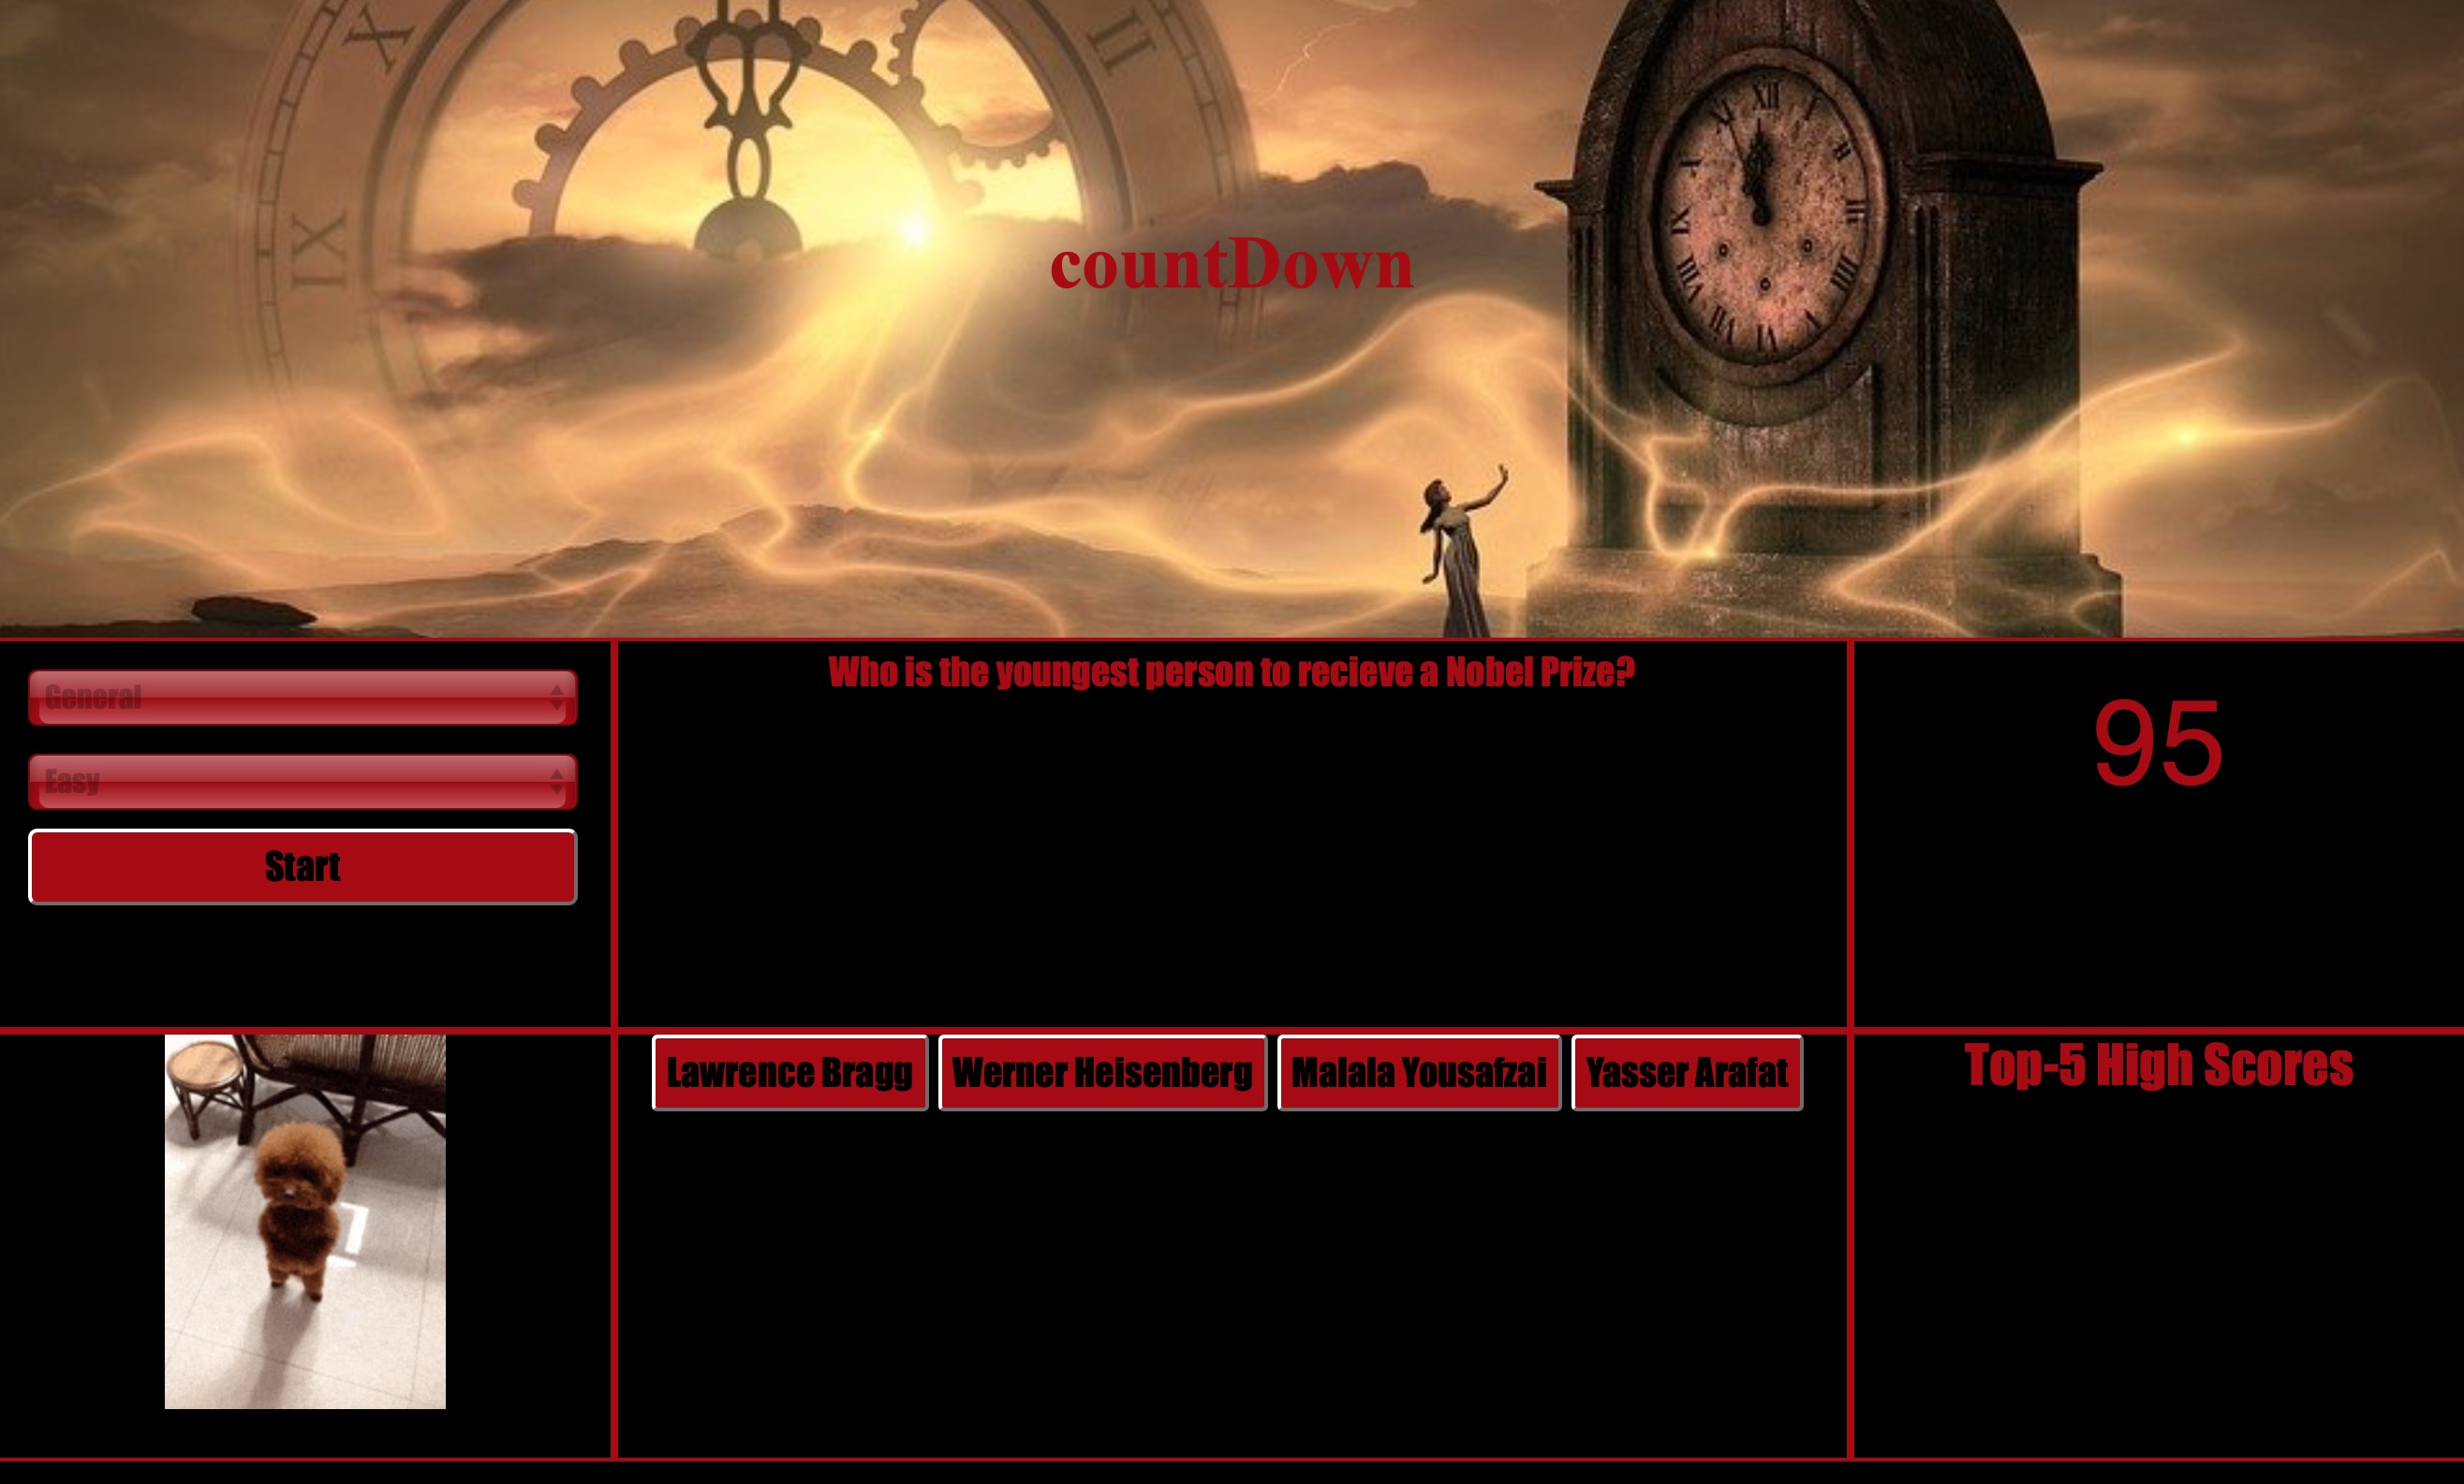 countDown
General
Easy
Start
Who is the youngest person to recieve a Nobel Prize?
95
Lawrence Bragg
Werner Heisenberg
Malala Yousafzai
Yasser Arafat
Top-5 High Scores